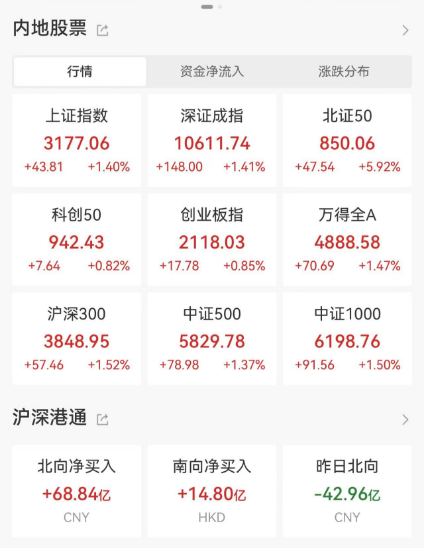 内地股票
行情 资金净流入 涨跌分布
上证指数 深证成指 北证50
3177.06 10611.74 850.06
+43.81 +1.40% +148.00 +1.41% +47.54 +5.92%
科创50 创业板指 万得全A
942.43 2118.03 4888.58
+7.64 +0.82% +17.78 +0.85% +70.69 +1.47%
沪深300 中证500 中证1000
3848.95 5829.78 6198.76
+57.46 +1.52% +78.98 +1.37% +91.56 +1.50%
沪深港通
北向净买入 南向净买入 昨日北向
+68.84亿 +14.80亿 -42.96亿
CNY HKD CNY